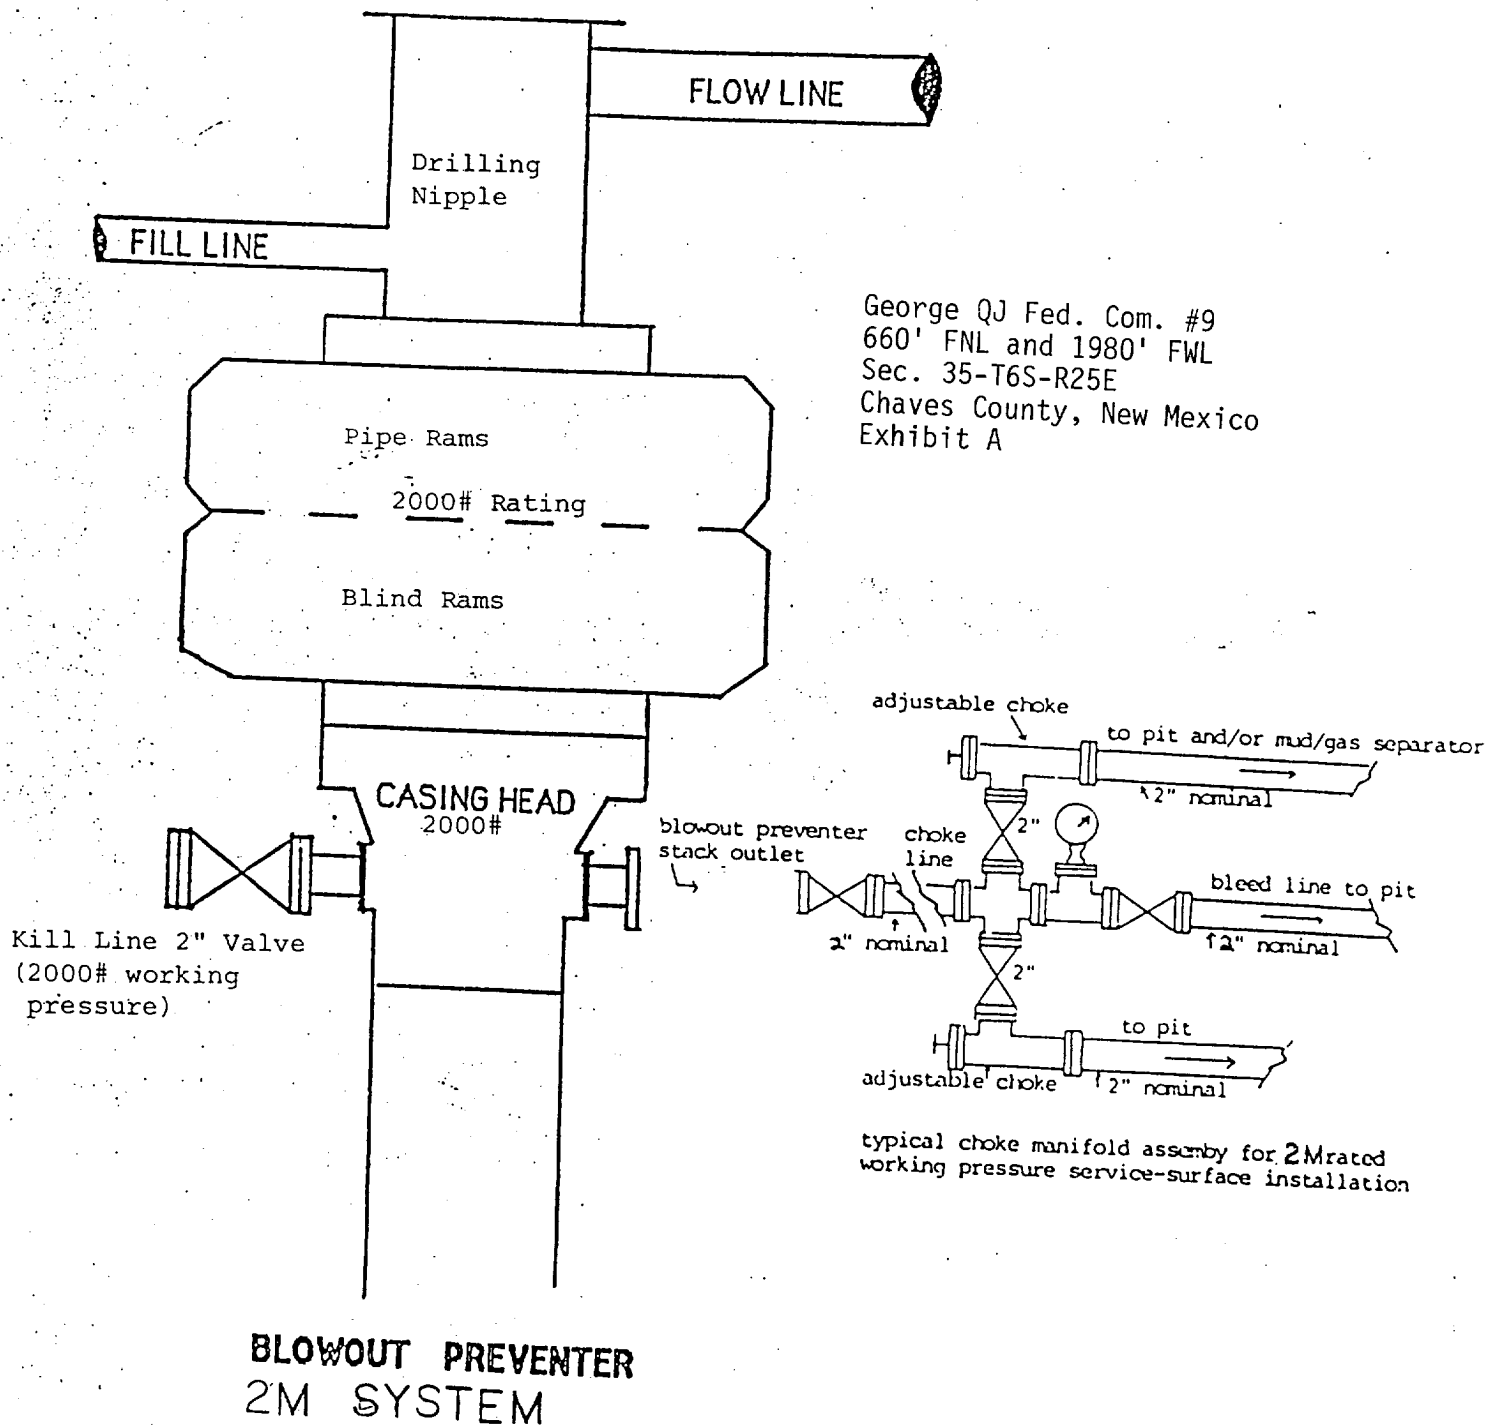 FLOW LINE
Drilling
Nipple
FILL LINE
George QJ Fed. Com. #9
660' FNL and 1980' FWL
Sec. 35-T6S-R25E
Chaves County, New Mexico
Exhibit A
Pipe Rams
2000# Rating
Blind Rams
CASING HEAD
2000#
Kill Line 2" Valve
(2000# working
pressure)
blowout preventer
stack outlet
adjustable choke
to pit and/or mud/gas separator
2" nominal
2"
choke
line
bleed line to pit
2" nominal
2" nominal
2"
to pit
adjustable choke
2" nominal
typical choke manifold assemby for 2M rated
working pressure service-surface installation
BLOWOUT PREVENTER
2M SYSTEM